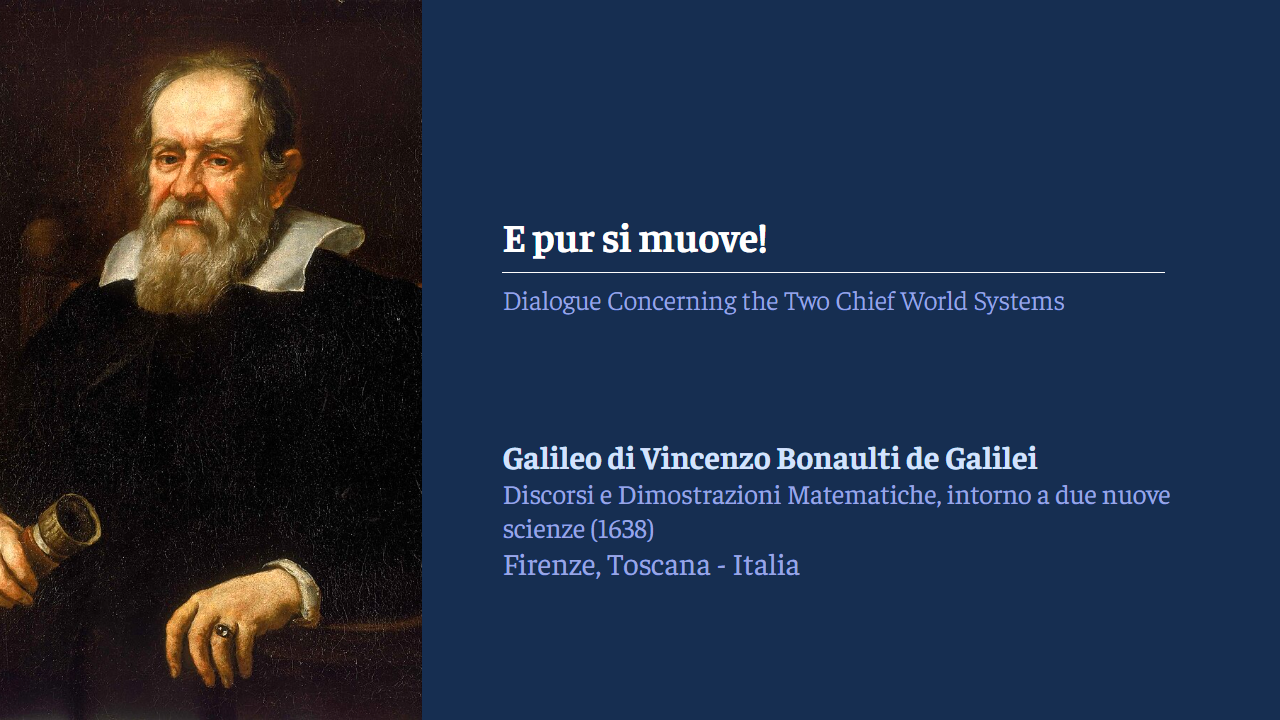 E pur si muove!
Dialogue Concerning the Two Chief World Systems
Galileo di Vincenzo Bonaulti de Galilei
Discorsi e Dimostrazioni Matematiche, intorno a due nuove
scienze (1638)
Firenze, Toscana - Italia